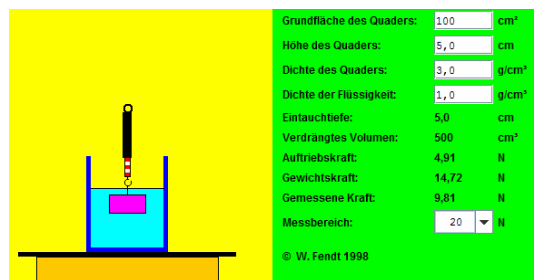 Grundfläche des Quaders: 100 cm²
Höhe des Quaders: 5,0 cm
Dichte des Quaders: 3,0 g/cm³
Dichte der Flüssigkeit: 1,0 g/cm³
Eintauchtiefe: 5,0 cm
Verdrängtes Volumen: 500 cm³
Auftriebskraft: 4,91 N
Gewichtskraft: 14,72 N
Gemessene Kraft: 9,81 N
Messbereich: 20 N
© W. Fendt 1998